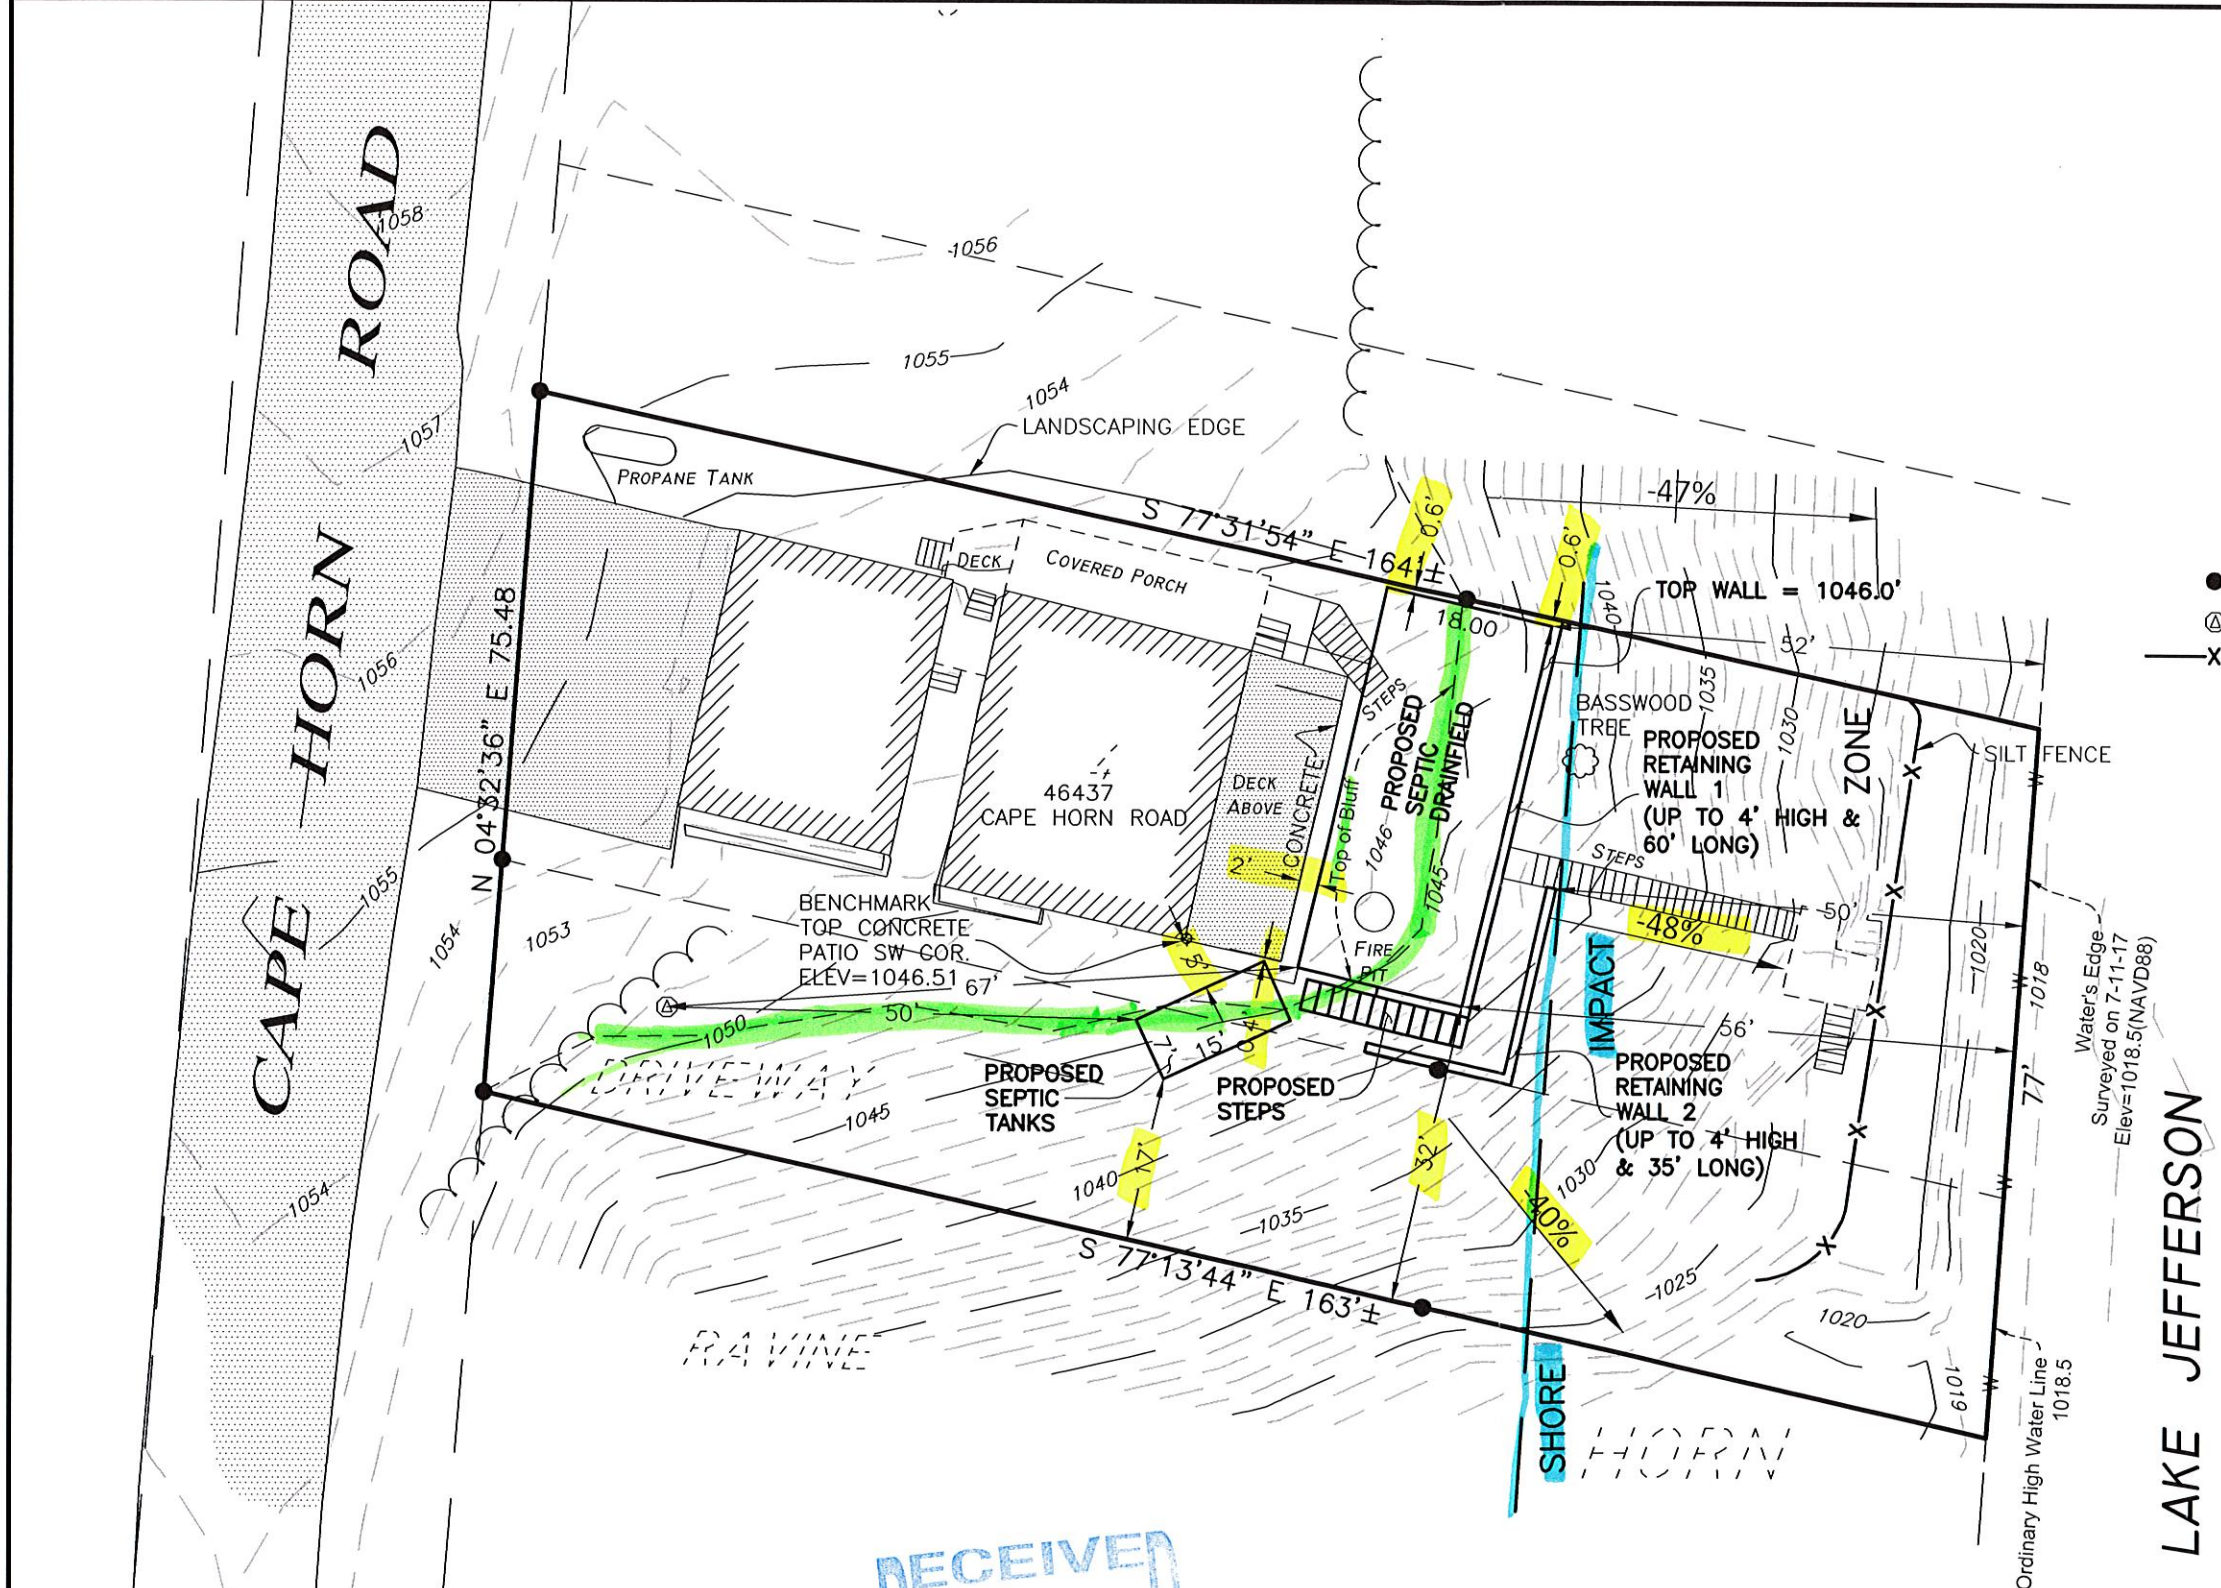 CAPE HORN ROAD
1058
1057
1056
1055
1054
1056
1055
1054
LANDSCAPING EDGE
PROPANE TANK
N 04°32'36" E 75.48
S 77°31'54" E 164'±
0.6'
0.9'
-47%
1040
TOP WALL = 1046.0'
18.00
52'
DECK
COVERED PORCH
STEPS
BASSWOOD
TREE
1035
1030
PROPOSED
RETAINING
WALL 1
(UP TO 4' HIGH &
60' LONG)
ZONE
SILT FENCE
PROPOSED
SEPTIC
DRAINFIELD
46437
CAPE HORN ROAD
DECK
ABOVE
CONCRETE
Top of Bluff
1046
1045
2'
FIRE
PIT
STEPS
-48%
50'
1020
1018
W
W
W
W
W
X
X
X
X
X
X
Water's Edge
Surveyed on 7-11-17
Elev=1018.5(NAVD88)
1054
1053
BENCHMARK
TOP CONCRETE
PATIO SW COR.
ELEV=1046.51
67'
5'
50'
1050
DRIVEWAY
1045
PROPOSED
SEPTIC
TANKS
7'
15'
PROPOSED
STEPS
56'
IMPACT
PROPOSED
RETAINING
WALL 2
(UP TO 4' HIGH
& 35' LONG)
77'
17'
32'
1040
1035
1030
-40%
1025
1020
1019
S 77°13'44" E 163'±
RAVINE
SHORE
HORN
Ordinary High Water Line
1018.5
LAKE JEFFERSON
RECEIVED